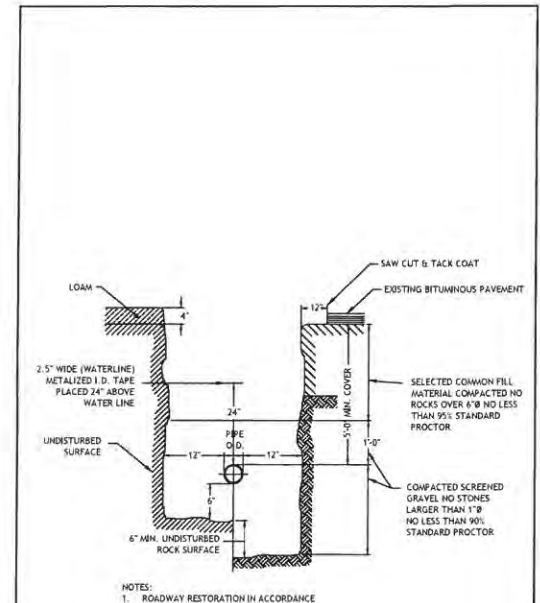 SAW CUT & TACK COAT
LOAM
12"
EXISTING BITUMINOUS PAVEMENT
4"
2.5" WIDE (WATERLINE)
METALIZED I.D. TAPE
PLACED 24" ABOVE
WATER LINE
24"
5'-0" MIN. COVER
SELECTED COMMON FILL
MATERIAL COMPACTED NO
ROCKS OVER 6"Ø NO LESS
THAN 95% STANDARD
PROCTOR
UNDISTURBED
SURFACE
PIPE
O.D.
12"
12"
1'-0"
6"
COMPACTED SCREENED
GRAVEL NO STONES
LARGER THAN 1"Ø
NO LESS THAN 90%
STANDARD PROCTOR
6" MIN. UNDISTURBED
ROCK SURFACE
NOTES:
1. ROADWAY RESTORATION IN ACCORDANCE